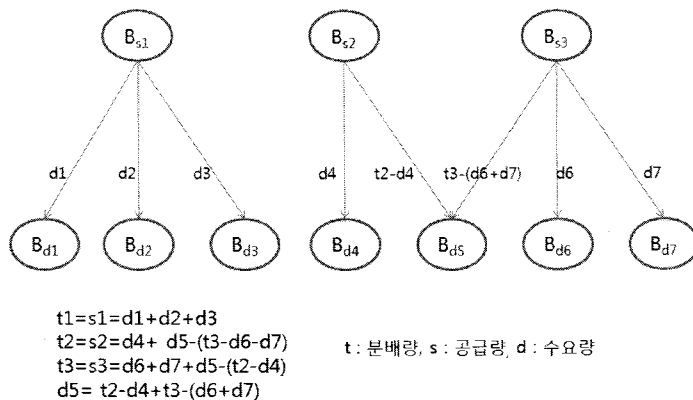 B_s1 B_s2 B_s3
d1 d2 d3 d4 t2-d4 t3-(d6+d7) d6 d7
B_d1 B_d2 B_d3 B_d4 B_d5 B_d6 B_d7
t1=s1=d1+d2+d3
t2=s2=d4+ d5-(t3-d6-d7)
t3=s3=d6+d7+d5-(t2-d4)
d5= t2-d4+t3-(d6+d7)
t : 분배량, s : 공급량, d : 수요량